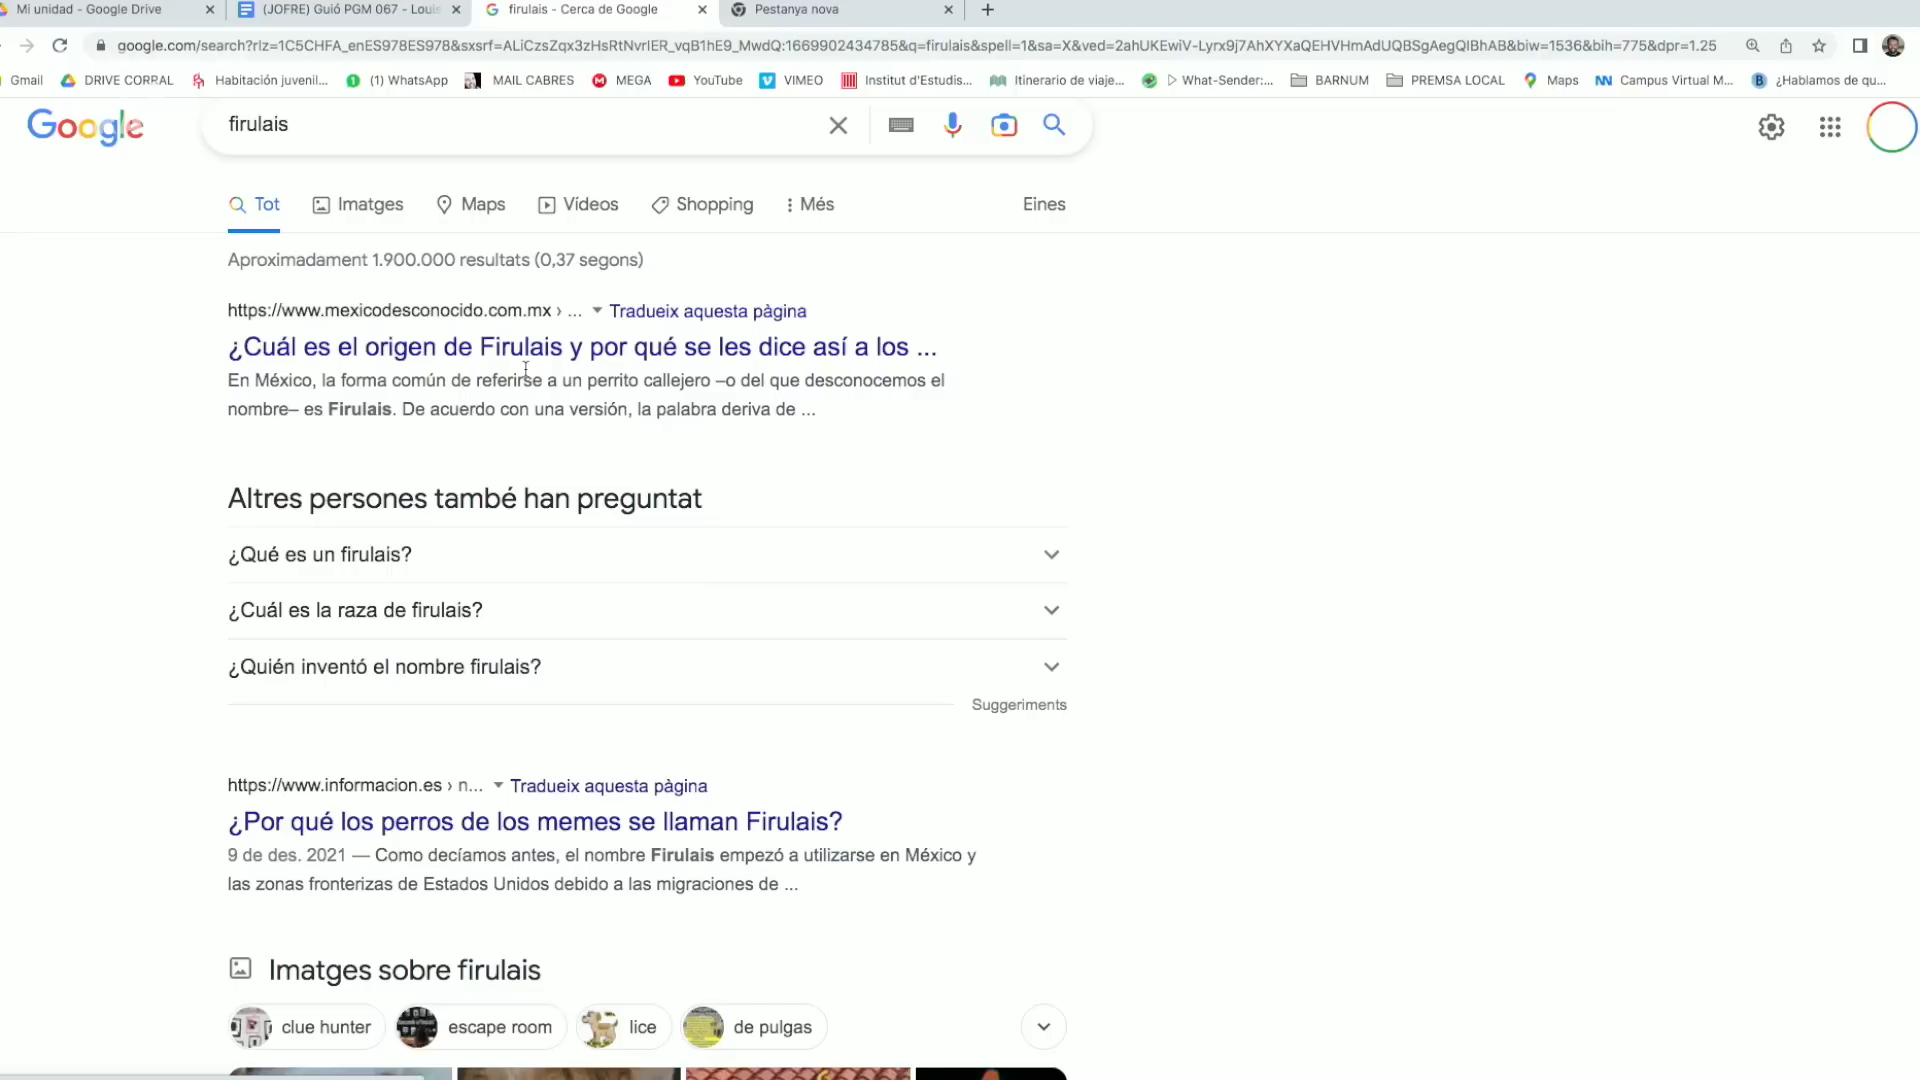 Mi unidad - Google Drive
(JOFRE) Guió PGM 067 - Louis
firulais - Cerca de Google
Pestanya nova
google.com/search?rlz=1C5CHFA_enES978ES978&sxsrf=ALiCzsZqx3zHsRtNvrIER_vqB1hE9_MwdQ:1669902434785&q=firulais&spell=1&sa=X&ved=2ahUKEwiV-Lyrx9j7AhXYXaQEHVHmAdUQBSgAegQIBhAB&biw=1536&bih=775&dpr=1.25
Gmail
DRIVE CORRAL
Habitación juvenil...
(1) WhatsApp
MAIL CABRES
MEGA
YouTube
VIMEO
Institut d'Estudis...
Itinerario de viaje...
What-Sender:...
BARNUM
PREMSA LOCAL
Maps
Campus Virtual M...
¿Hablamos de qu...
Google
firulais
Tot
Imatges
Maps
Vídeos
Shopping
Més
Eines
Aproximadament 1.900.000 resultats (0,37 segons)
https://www.mexicodesconocido.com.mx › ... Tradueix aquesta pàgina
¿Cuál es el origen de Firulais y por qué se les dice así a los ...
En México, la forma común de referirse a un perrito callejero –o del que desconocemos el
nombre– es Firulais. De acuerdo con una versión, la palabra deriva de ...
Altres persones també han preguntat
¿Qué es un firulais?
¿Cuál es la raza de firulais?
¿Quién inventó el nombre firulais?
Suggeriments
https://www.informacion.es › n... Tradueix aquesta pàgina
¿Por qué los perros de los memes se llaman Firulais?
9 de des. 2021 — Como decíamos antes, el nombre Firulais empezó a utilizarse en México y
las zonas fronterizas de Estados Unidos debido a las migraciones de ...
Imatges sobre firulais
clue hunter
escape room
lice
de pulgas